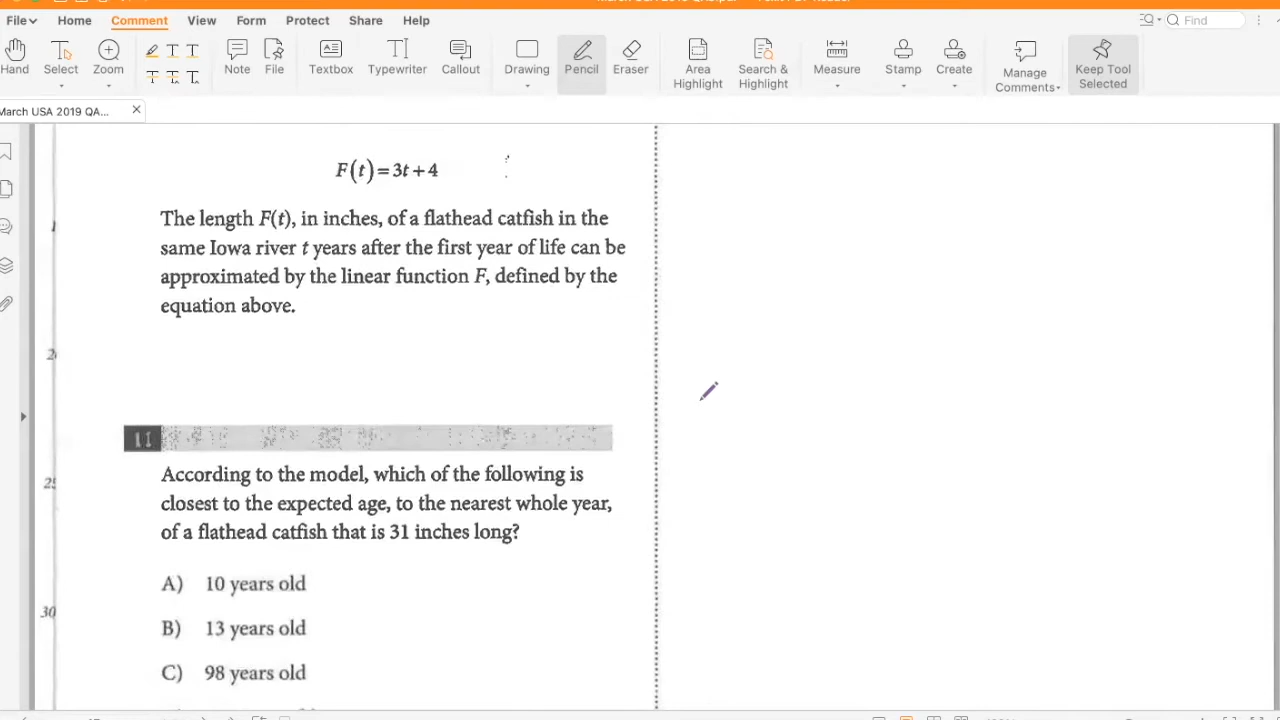 File Home Comment View Form Protect Share Help Find
Hand Select Zoom Note File Textbox Typewriter Callout Drawing Pencil Eraser Area Highlight Search & Highlight Measure Stamp Create Manage Comments Keep Tool Selected
March USA 2019 QA...
F(t)=3t+4
The length F(t), in inches, of a flathead catfish in the
same Iowa river t years after the first year of life can be
approximated by the linear function F, defined by the
equation above.
11
According to the model, which of the following is
closest to the expected age, to the nearest whole year,
of a flathead catfish that is 31 inches long?
A) 10 years old
B) 13 years old
C) 98 years old